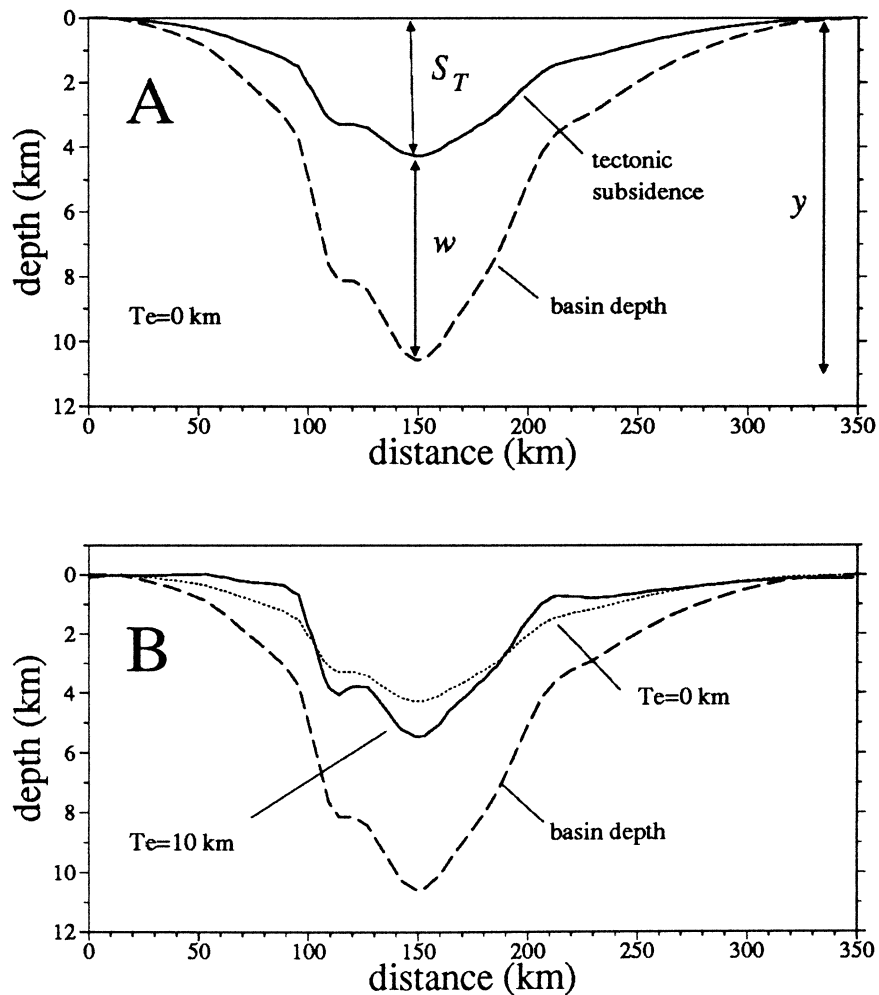 0
2
4
6
8
10
12
depth (km)
A
S_T
w
y
tectonic
subsidence
basin depth
Te=0 km
0
50
100
150
200
250
300
350
distance (km)
0
2
4
6
8
10
12
depth (km)
B
Te=0 km
Te=10 km
basin depth
0
50
100
150
200
250
300
350
distance (km)